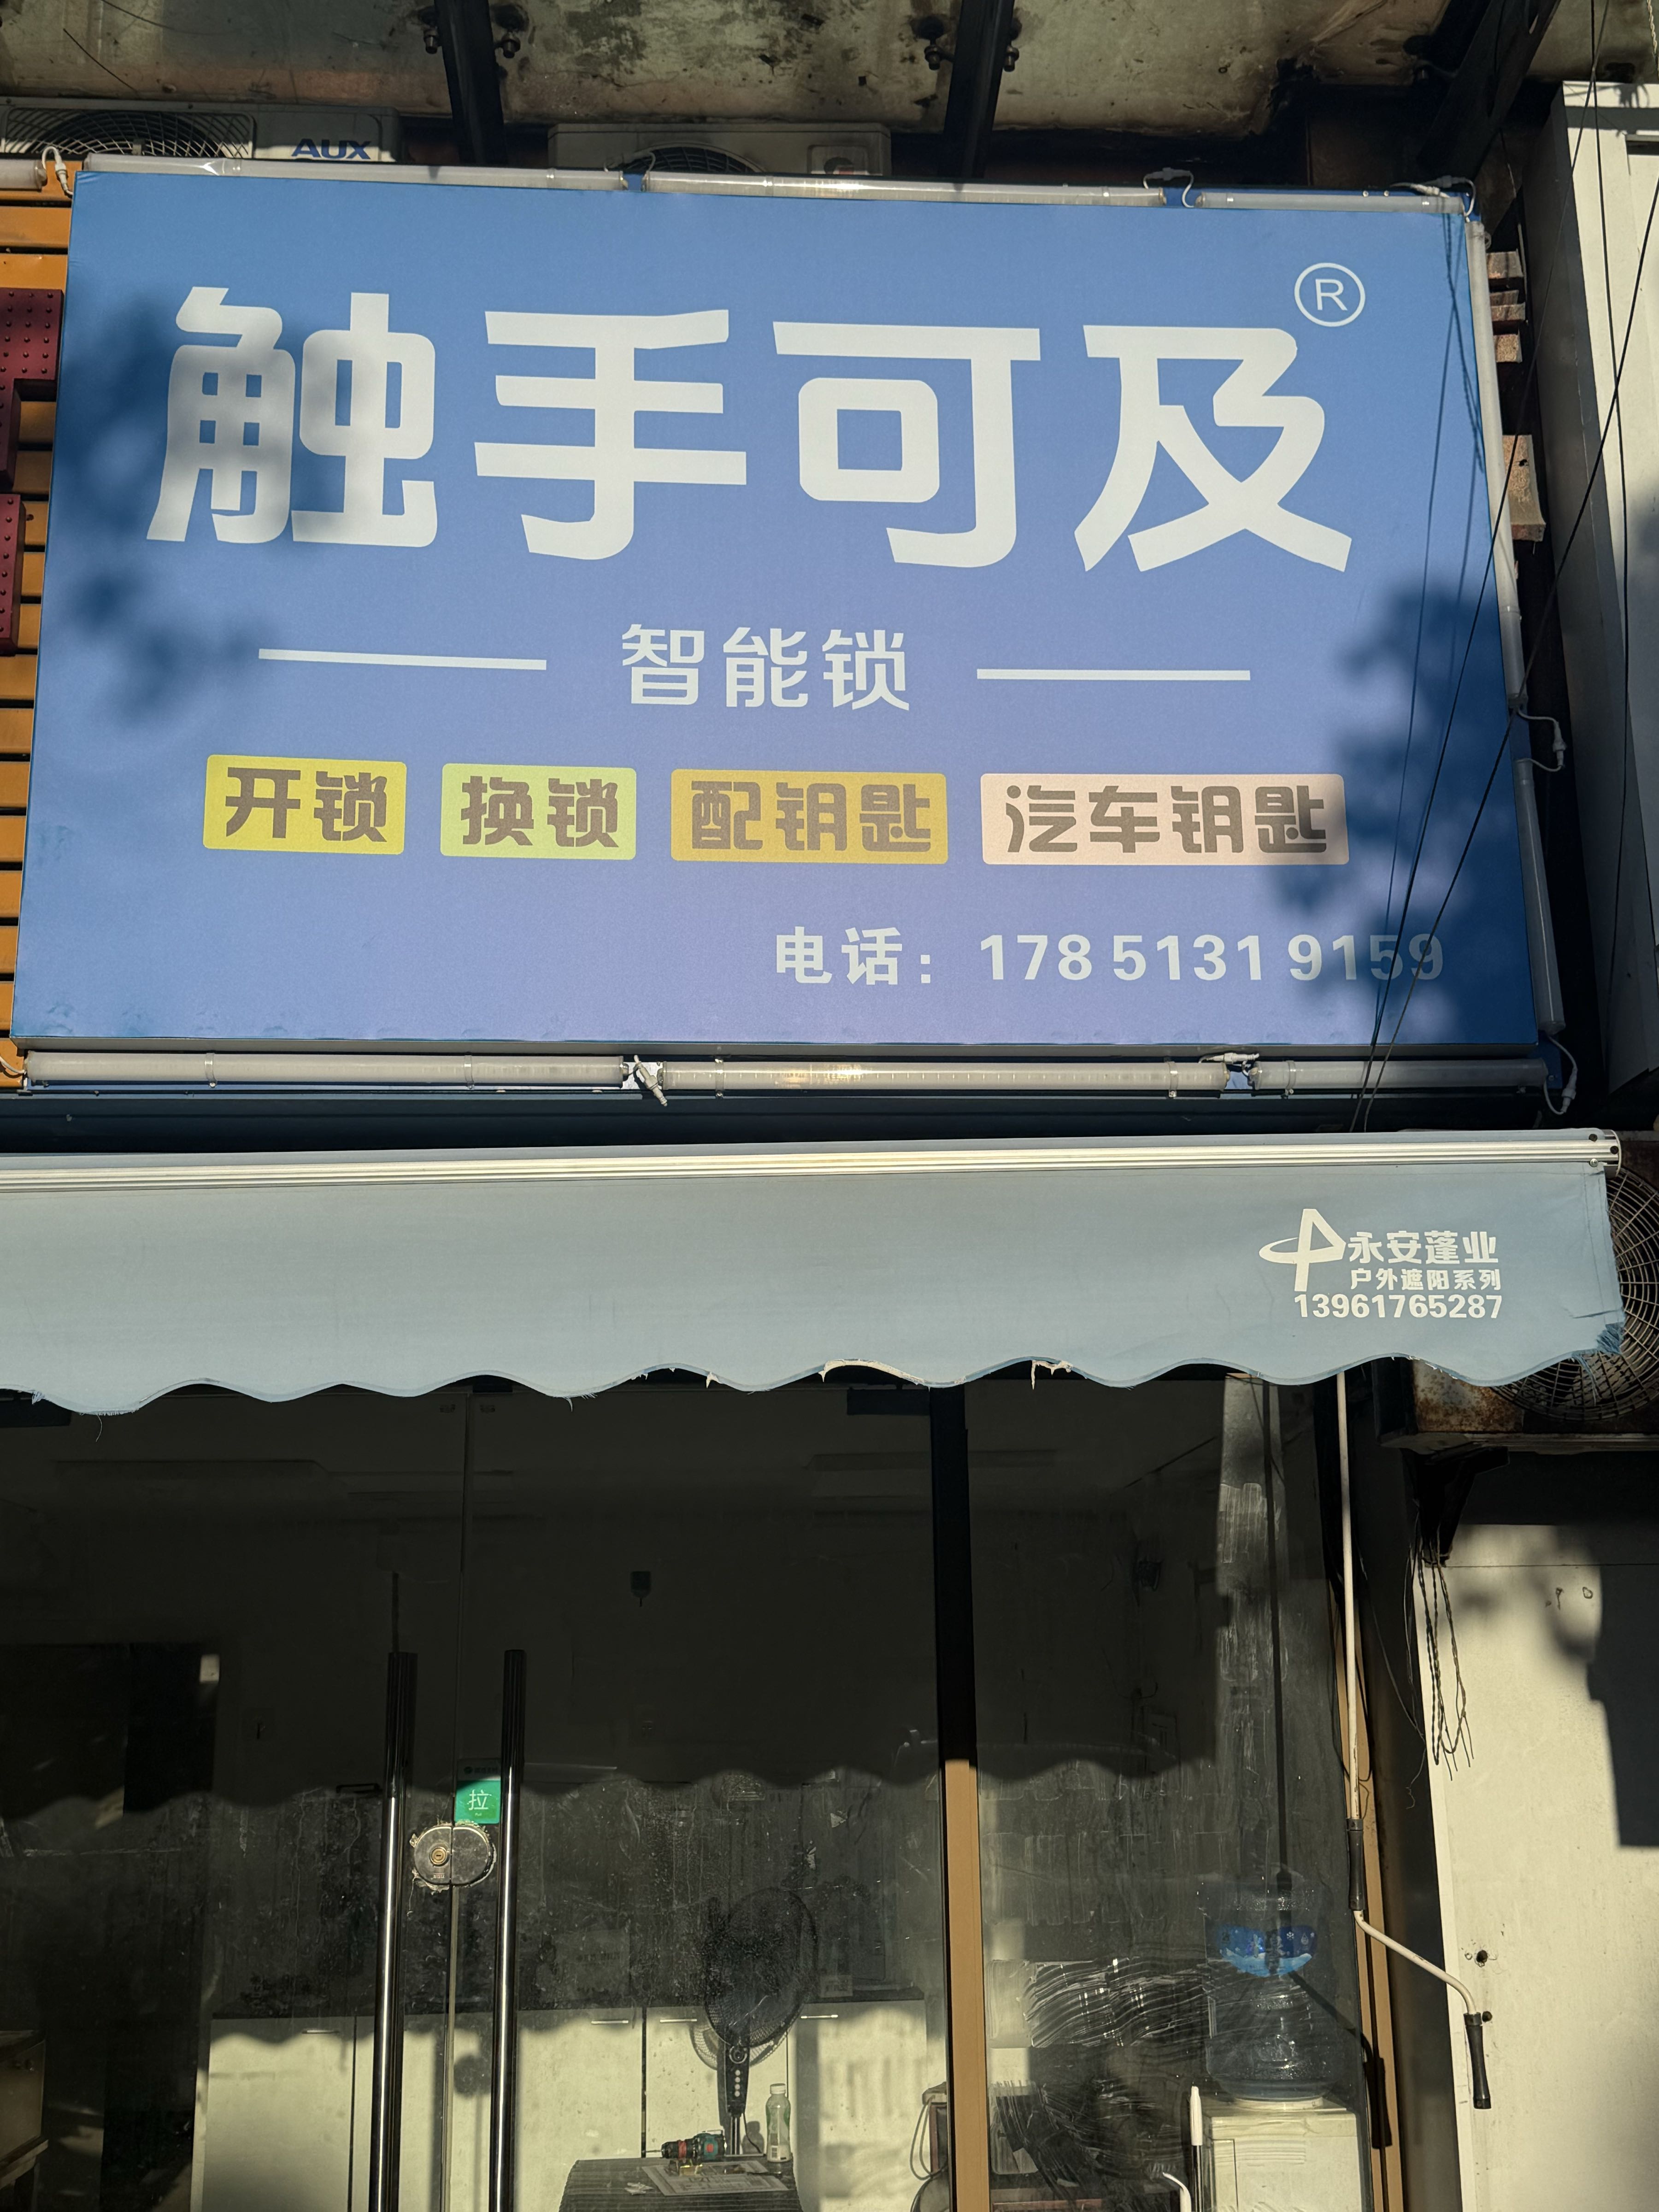 AUX
触手可及®
智能锁
开锁 换锁 配钥匙 汽车钥匙
电话：178 5131 9159
永安蓬业
户外遮阳系列
13961765287
拉